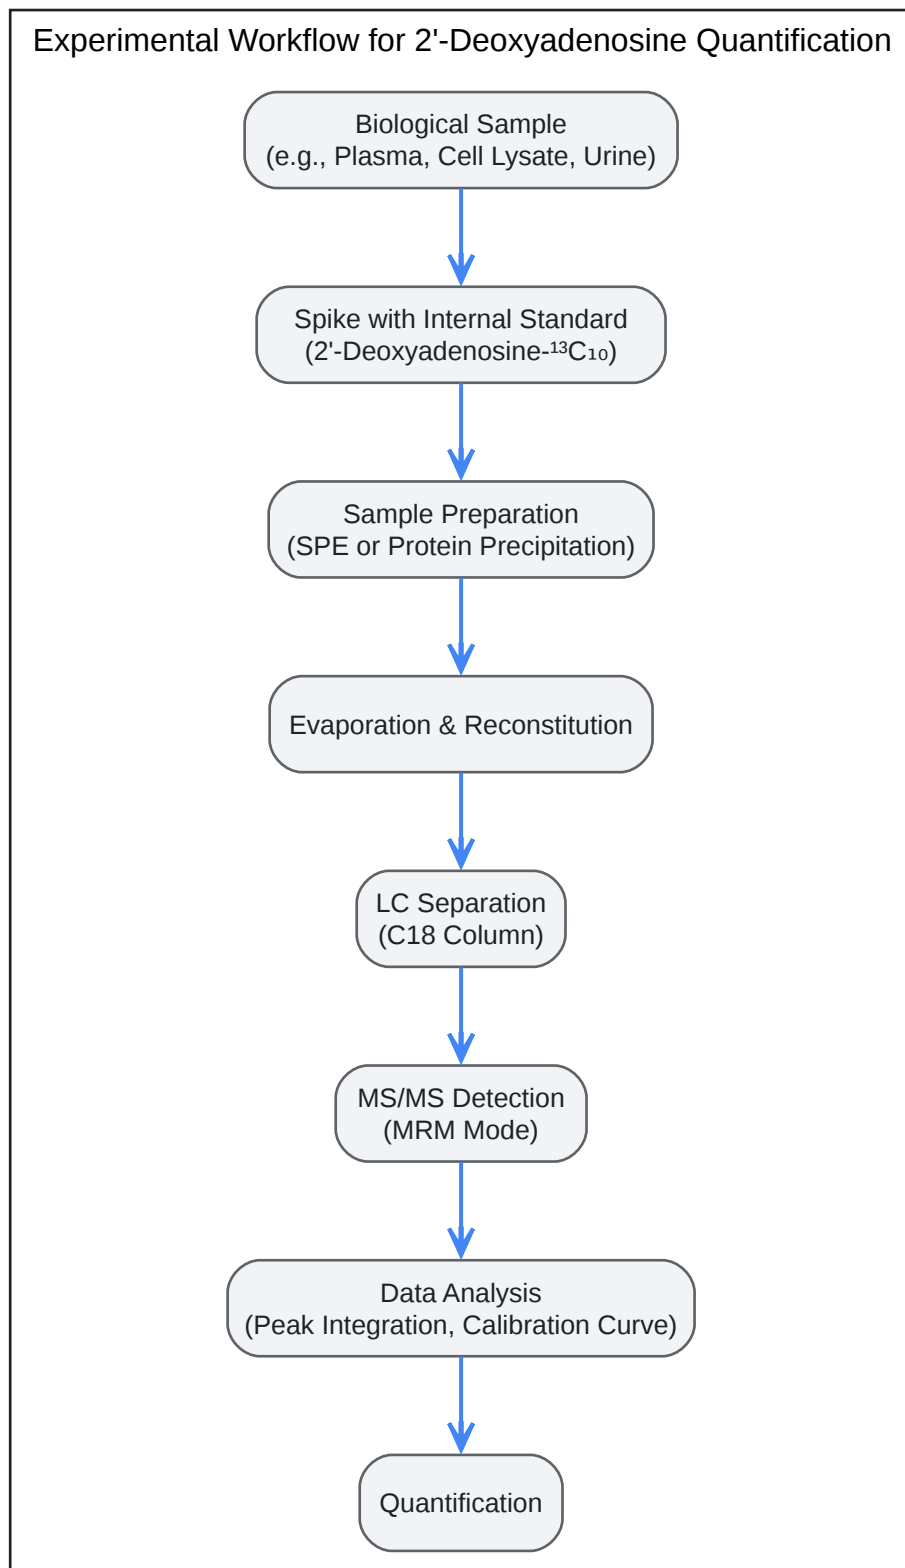 Experimental Workflow for 2'-Deoxyadenosine Quantification
Biological Sample
(e.g., Plasma, Cell Lysate, Urine)
Spike with Internal Standard
(2'-Deoxyadenosine-¹³C₁₀)
Sample Preparation
(SPE or Protein Precipitation)
Evaporation & Reconstitution
LC Separation
(C18 Column)
MS/MS Detection
(MRM Mode)
Data Analysis
(Peak Integration, Calibration Curve)
Quantification